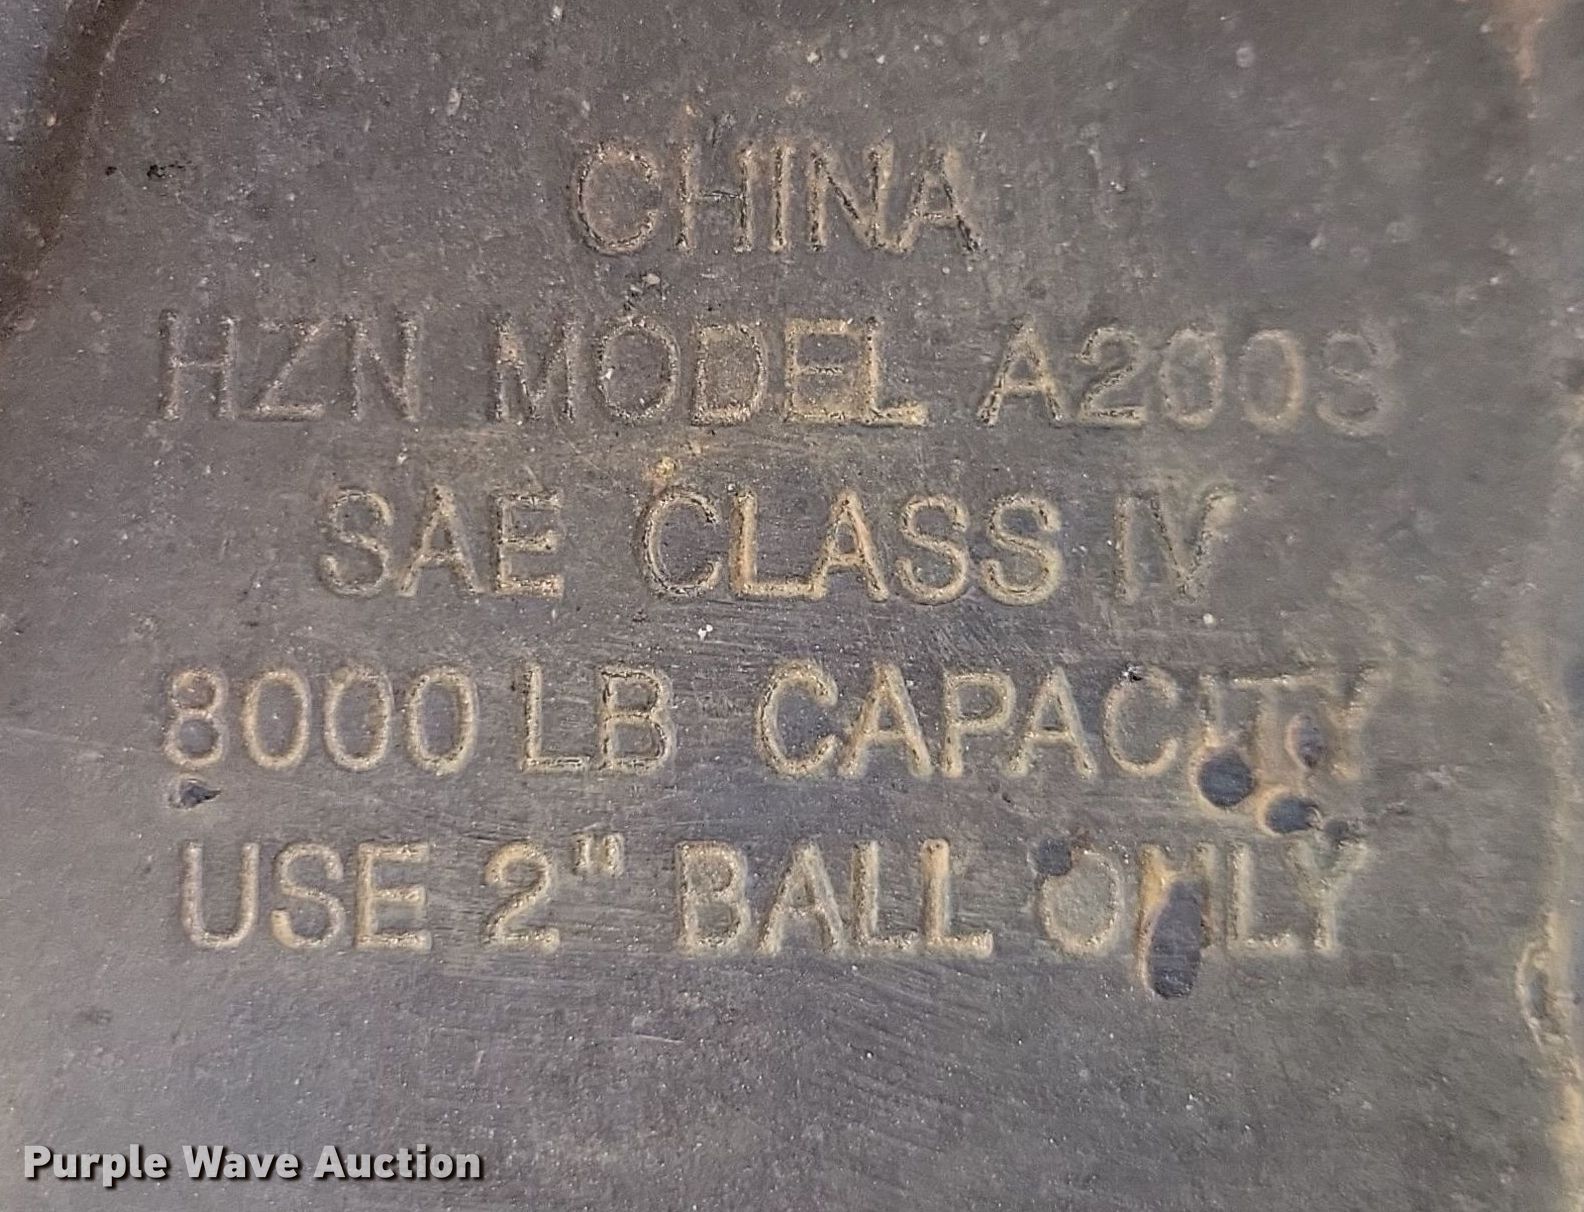 CHINA
HZN MODEL A2003
SAE CLASS IV
8000 LB CAPACITY
USE 2" BALL ONLY
Purple Wave Auction